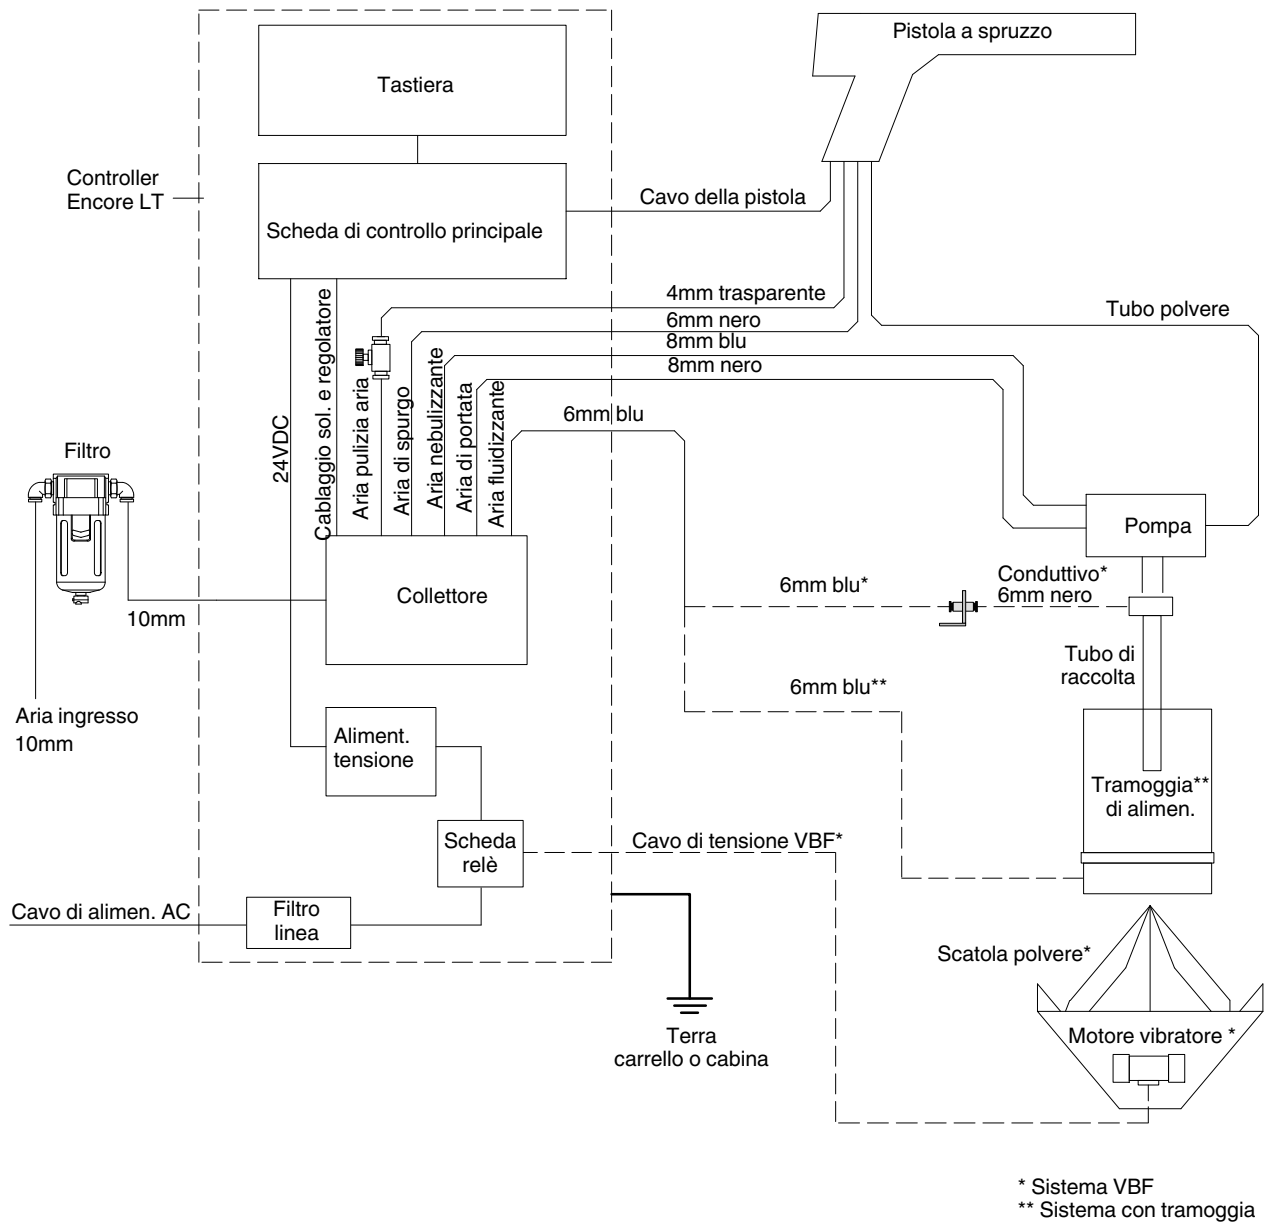 Pistola a spruzzo
Tastiera
Controller
Encore LT
Cavo della pistola
Scheda di controllo principale
4mm trasparente
6mm nero
8mm blu
8mm nero
Tubo polvere
24VDC
Cablaggio sol. e regolatore
Aria pulizia aria
Aria di spurgo
Aria nebulizzante
Aria di portata
Aria fluidizzante
6mm blu
Filtro
Pompa
Collettore
6mm blu*
Conduttivo*
6mm nero
10mm
Tubo di
raccolta
6mm blu**
Aria ingresso
10mm
Aliment.
tensione
Tramoggia**
di alimen.
Scheda
relè
Cavo di tensione VBF*
Cavo di alimen. AC
Filtro
linea
Scatola polvere*
Terra
carrello o cabina
Motore vibratore *
* Sistema VBF
** Sistema con tramoggia